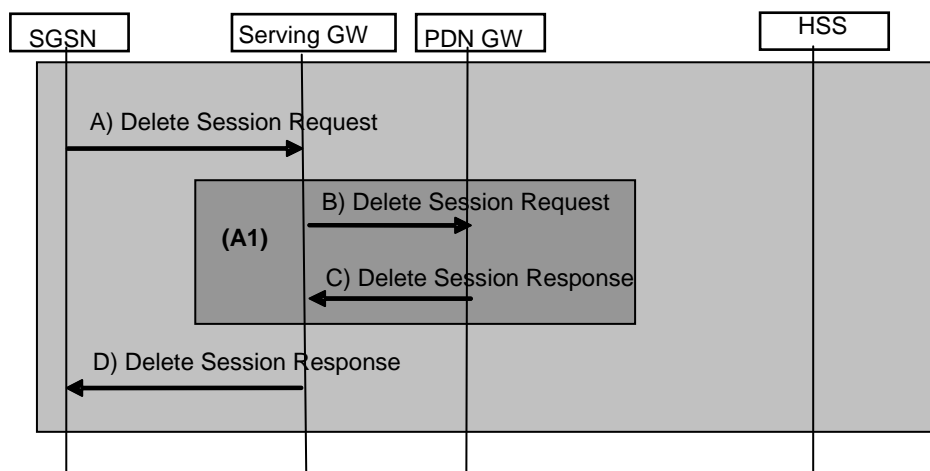 SGSN
Serving GW
PDN GW
HSS
A) Delete Session Request
B) Delete Session Request
(A1)
C) Delete Session Response
D) Delete Session Response